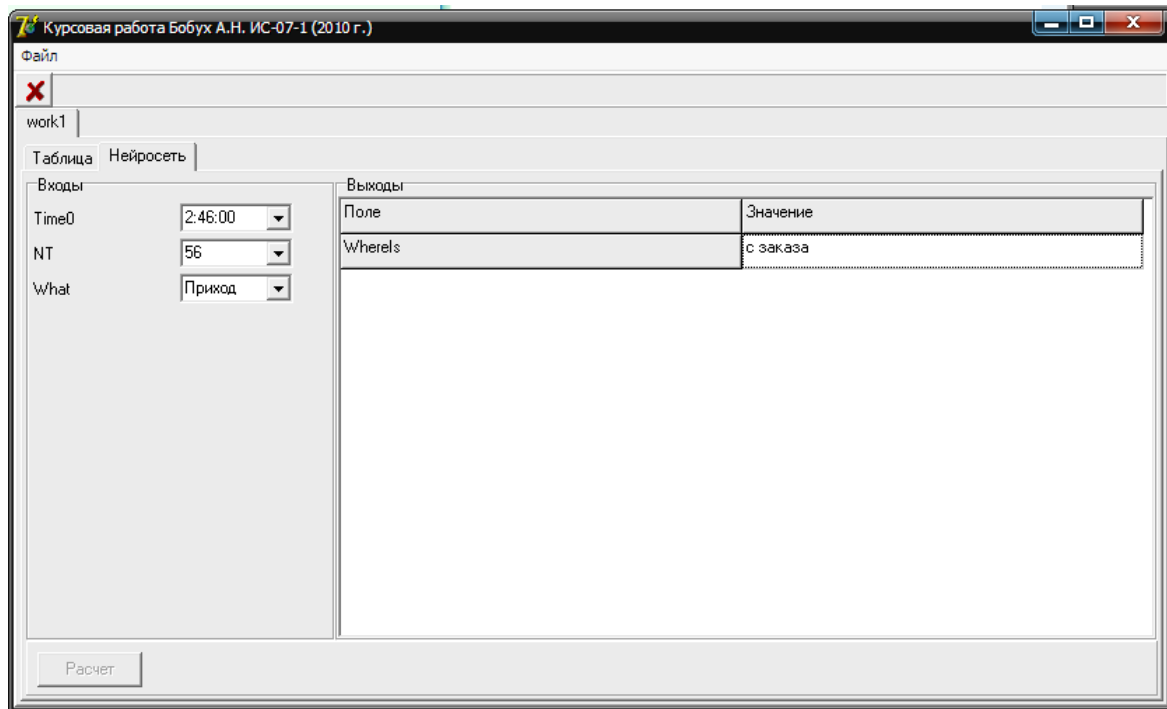 Курсовая работа Бобух А.Н. ИС-07-1 (2010 г.)
Файл
work1
Таблица Нейросеть
Входы Выходы
Time0 2:46:00 Поле Значение
NT 56 WhereIs с заказа
What Приход
Расчет